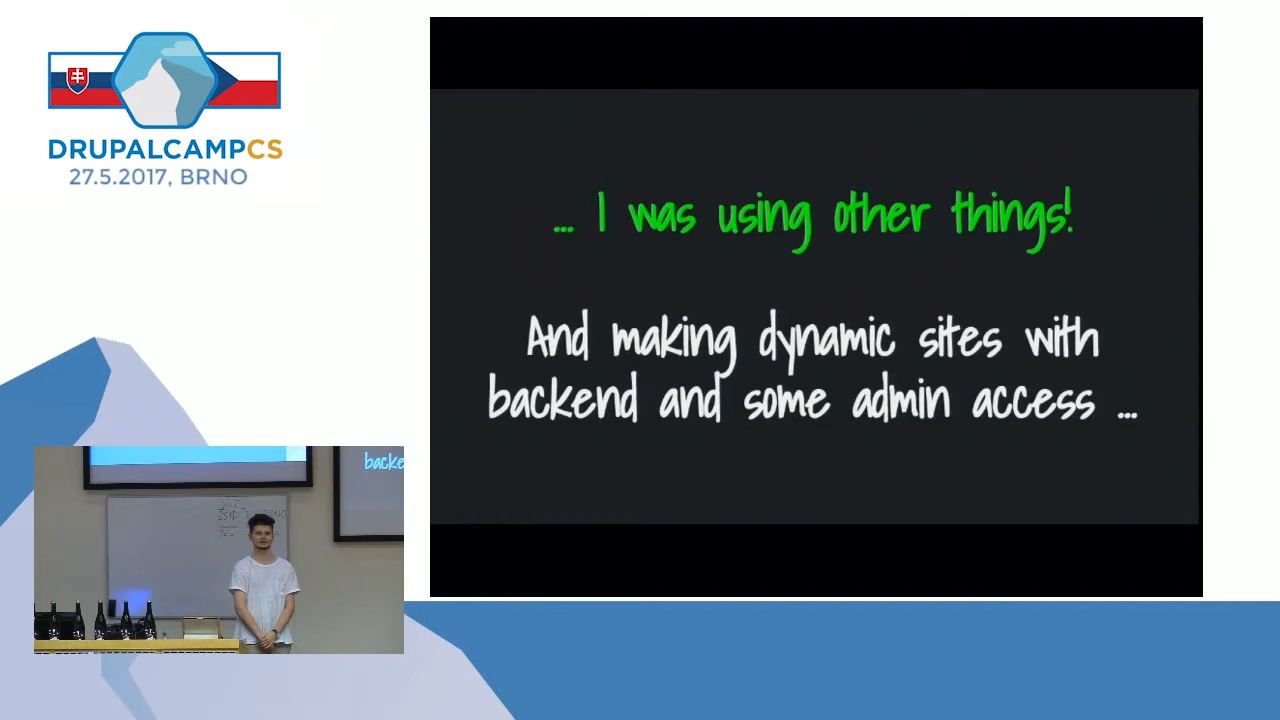 DRUPALCAMPCS
27.5.2017, BRNO
... I was using other things!
And making dynamic sites with
backend and some admin access ...
backe
SSID